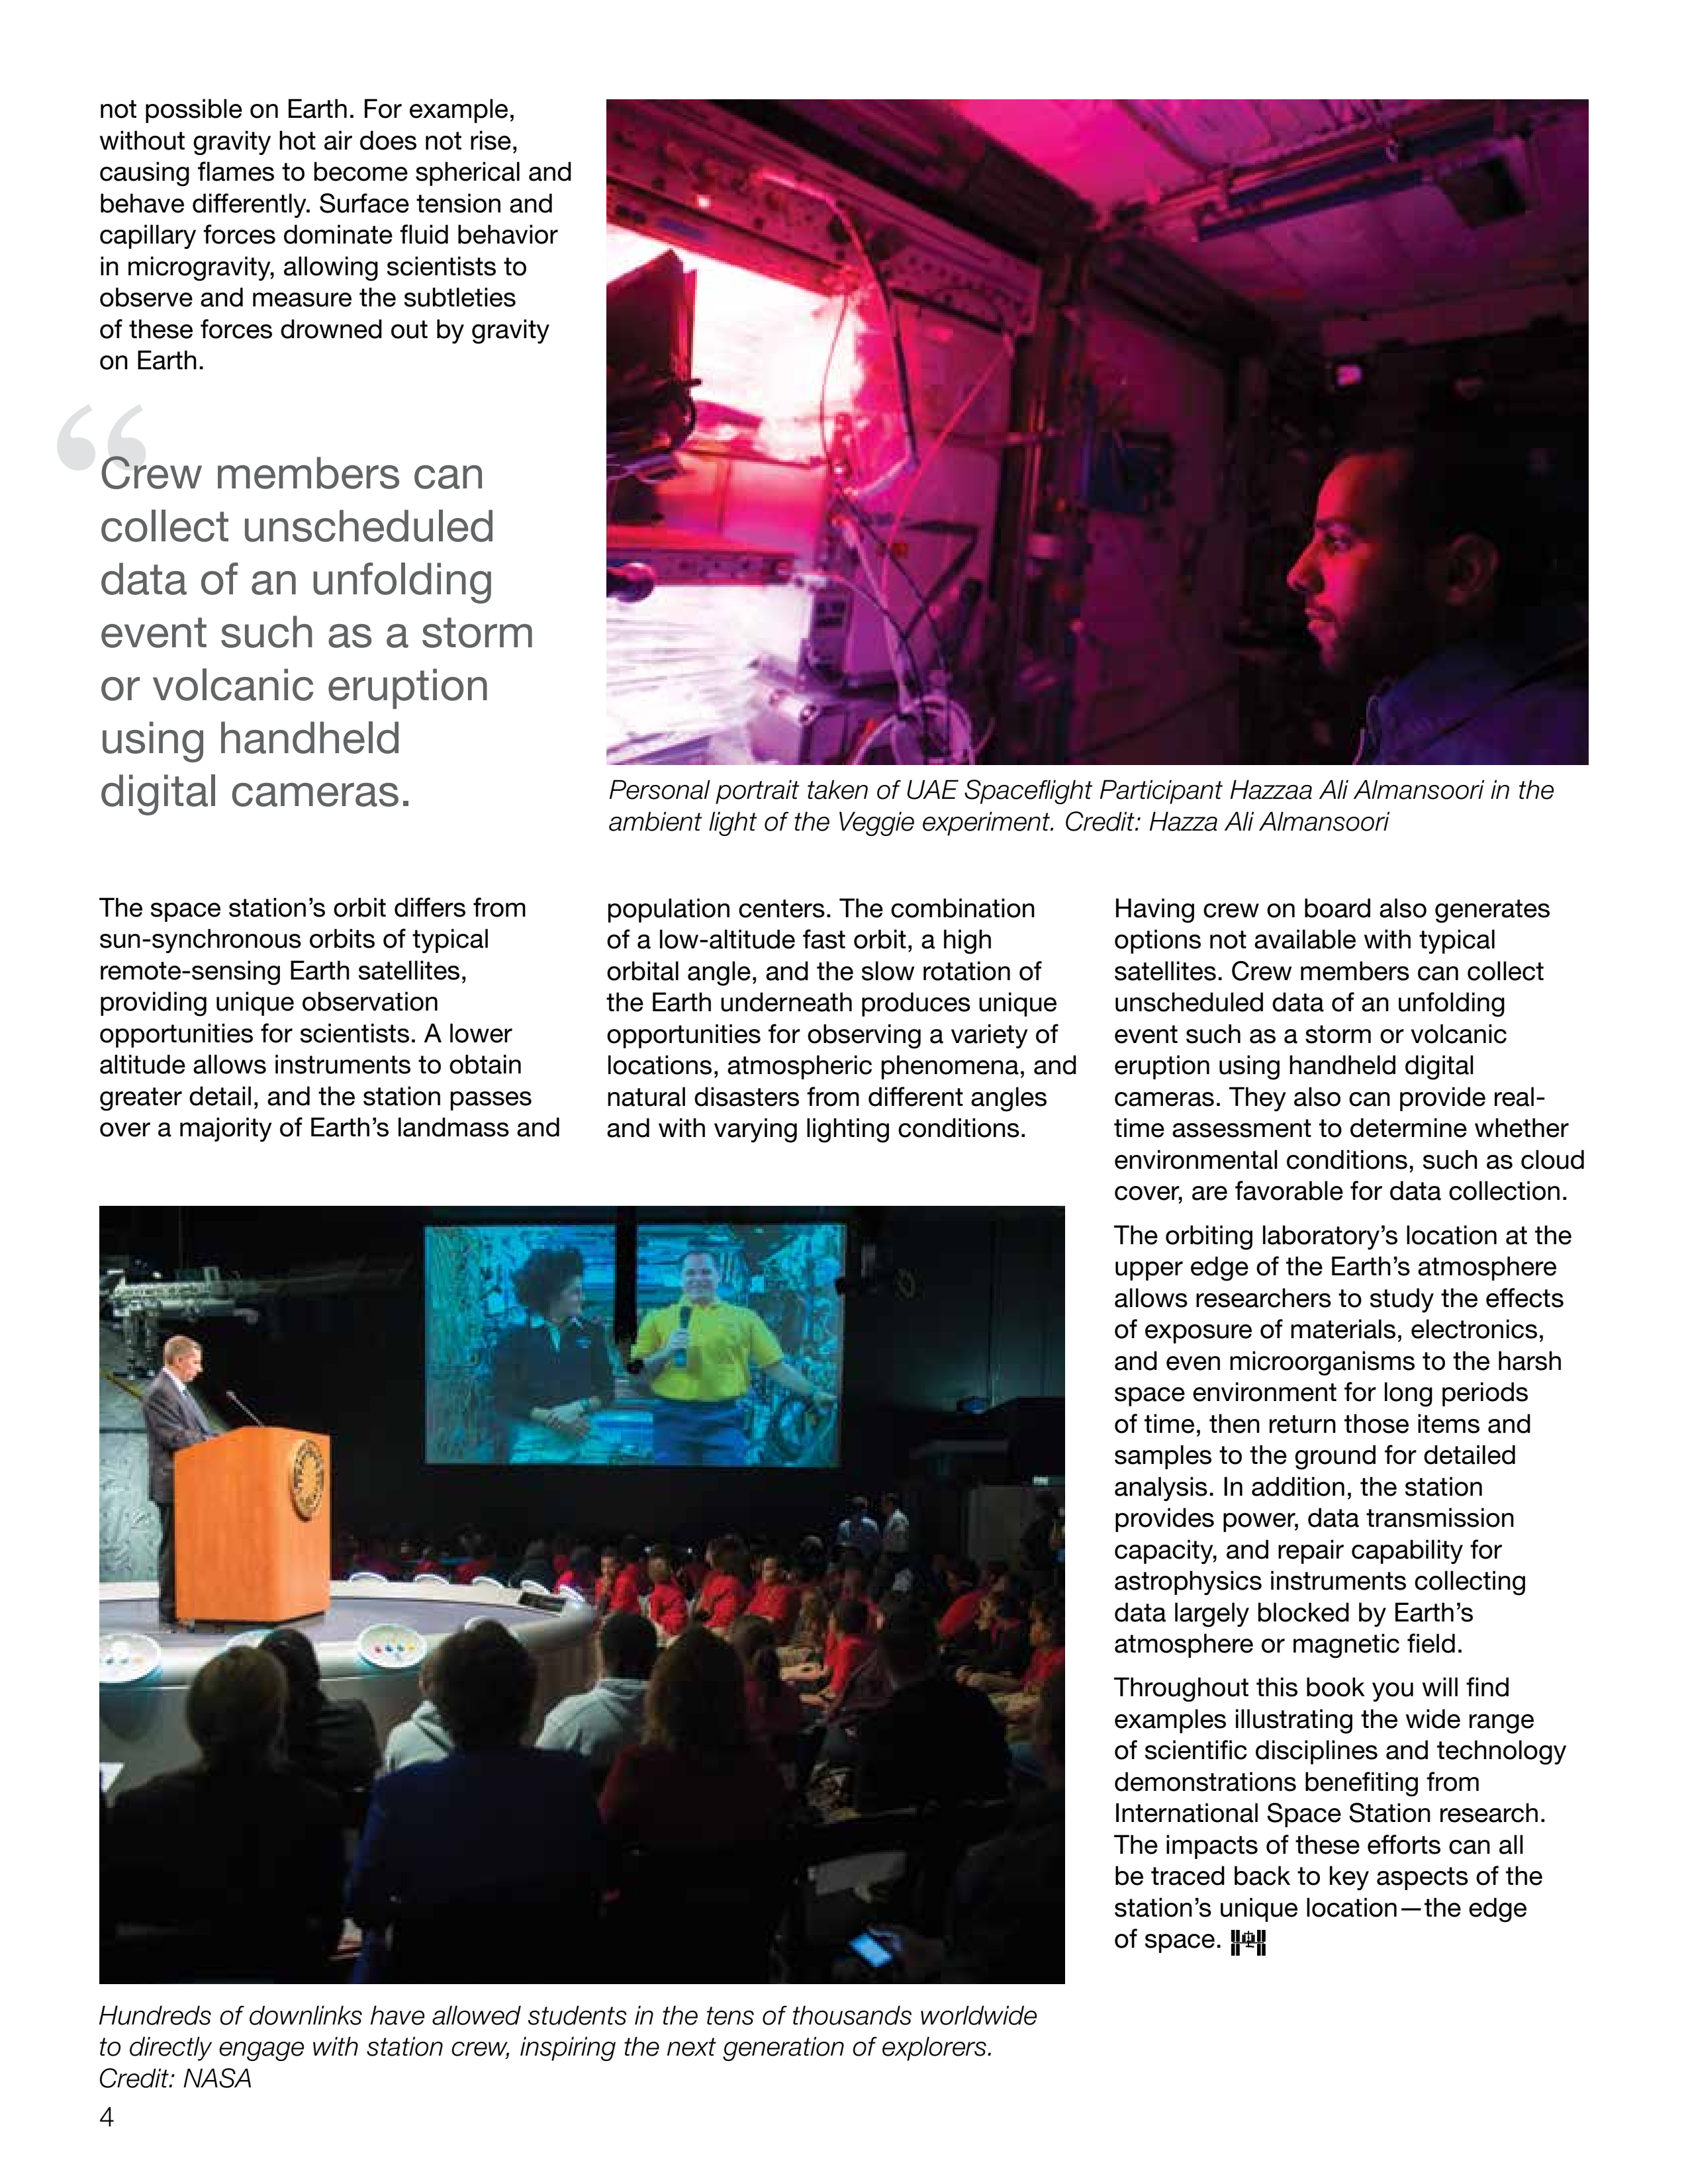 not possible on Earth. For example,
without gravity hot air does not rise,
causing flames to become spherical and
behave differently. Surface tension and
capillary forces dominate fluid behavior
in microgravity, allowing scientists to
observe and measure the subtleties
of these forces drowned out by gravity
on Earth.
“
Crew members can
collect unscheduled
data of an unfolding
event such as a storm
or volcanic eruption
using handheld
digital cameras.
Personal portrait taken of UAE Spaceflight Participant Hazzaa Ali Almansoori in the
ambient light of the Veggie experiment. Credit: Hazza Ali Almansoori
The space station’s orbit differs from
sun-synchronous orbits of typical
remote-sensing Earth satellites,
providing unique observation
opportunities for scientists. A lower
altitude allows instruments to obtain
greater detail, and the station passes
over a majority of Earth’s landmass and
population centers. The combination
of a low-altitude fast orbit, a high
orbital angle, and the slow rotation of
the Earth underneath produces unique
opportunities for observing a variety of
locations, atmospheric phenomena, and
natural disasters from different angles
and with varying lighting conditions.
Having crew on board also generates
options not available with typical
satellites. Crew members can collect
unscheduled data of an unfolding
event such as a storm or volcanic
eruption using handheld digital
cameras. They also can provide real-
time assessment to determine whether
environmental conditions, such as cloud
cover, are favorable for data collection.
The orbiting laboratory’s location at the
upper edge of the Earth’s atmosphere
allows researchers to study the effects
of exposure of materials, electronics,
and even microorganisms to the harsh
space environment for long periods
of time, then return those items and
samples to the ground for detailed
analysis. In addition, the station
provides power, data transmission
capacity, and repair capability for
astrophysics instruments collecting
data largely blocked by Earth’s
atmosphere or magnetic field.
Throughout this book you will find
examples illustrating the wide range
of scientific disciplines and technology
demonstrations benefiting from
International Space Station research.
The impacts of these efforts can all
be traced back to key aspects of the
station’s unique location—the edge
of space.
Hundreds of downlinks have allowed students in the tens of thousands worldwide
to directly engage with station crew, inspiring the next generation of explorers.
Credit: NASA
4